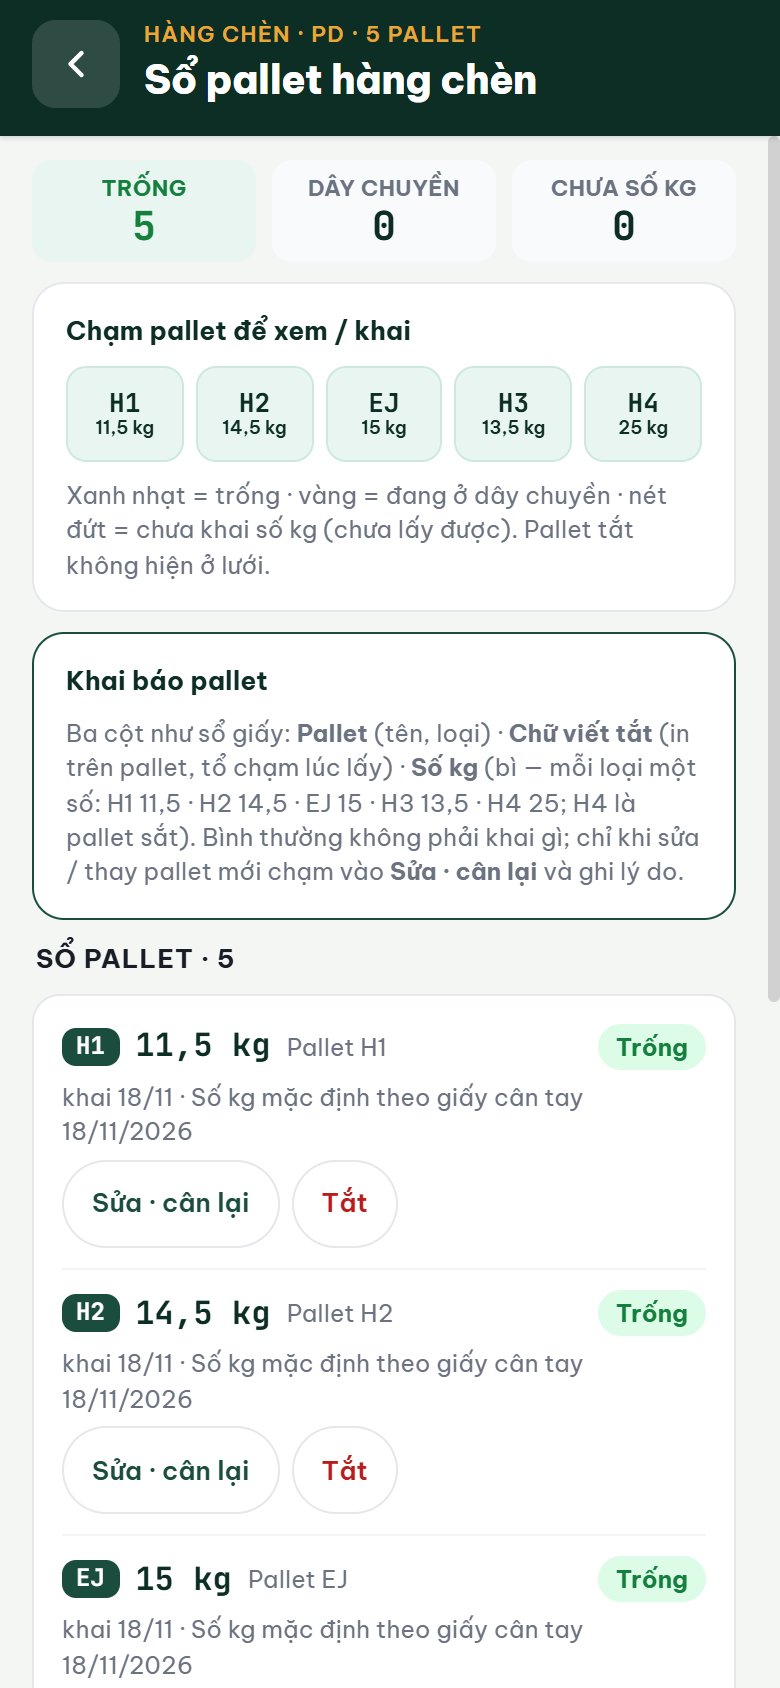 HÀNG CHÈN · PD · 5 PALLET
Sổ pallet hàng chèn
TRỐNG
5
DÂY CHUYỀN
0
CHƯA SỐ KG
0
Chạm pallet để xem / khai
H1
11,5 kg
H2
14,5 kg
EJ
15 kg
H3
13,5 kg
H4
25 kg
Xanh nhạt = trống · vàng = đang ở dây chuyền · nét
đứt = chưa khai số kg (chưa lấy được). Pallet tắt
không hiện ở lưới.
Khai báo pallet
Ba cột như sổ giấy: Pallet (tên, loại) · Chữ viết tắt (in
trên pallet, tổ chạm lúc lấy) · Số kg (bì — mỗi loại một
số: H1 11,5 · H2 14,5 · EJ 15 · H3 13,5 · H4 25; H4 là
pallet sắt). Bình thường không phải khai gì; chỉ khi sửa
/ thay pallet mới chạm vào Sửa · cân lại và ghi lý do.
SỔ PALLET · 5
H1 11,5 kg Pallet H1 Trống
khai 18/11 · Số kg mặc định theo giấy cân tay
18/11/2026
Sửa · cân lại Tắt
H2 14,5 kg Pallet H2 Trống
khai 18/11 · Số kg mặc định theo giấy cân tay
18/11/2026
Sửa · cân lại Tắt
EJ 15 kg Pallet EJ Trống
khai 18/11 · Số kg mặc định theo giấy cân tay
18/11/2026